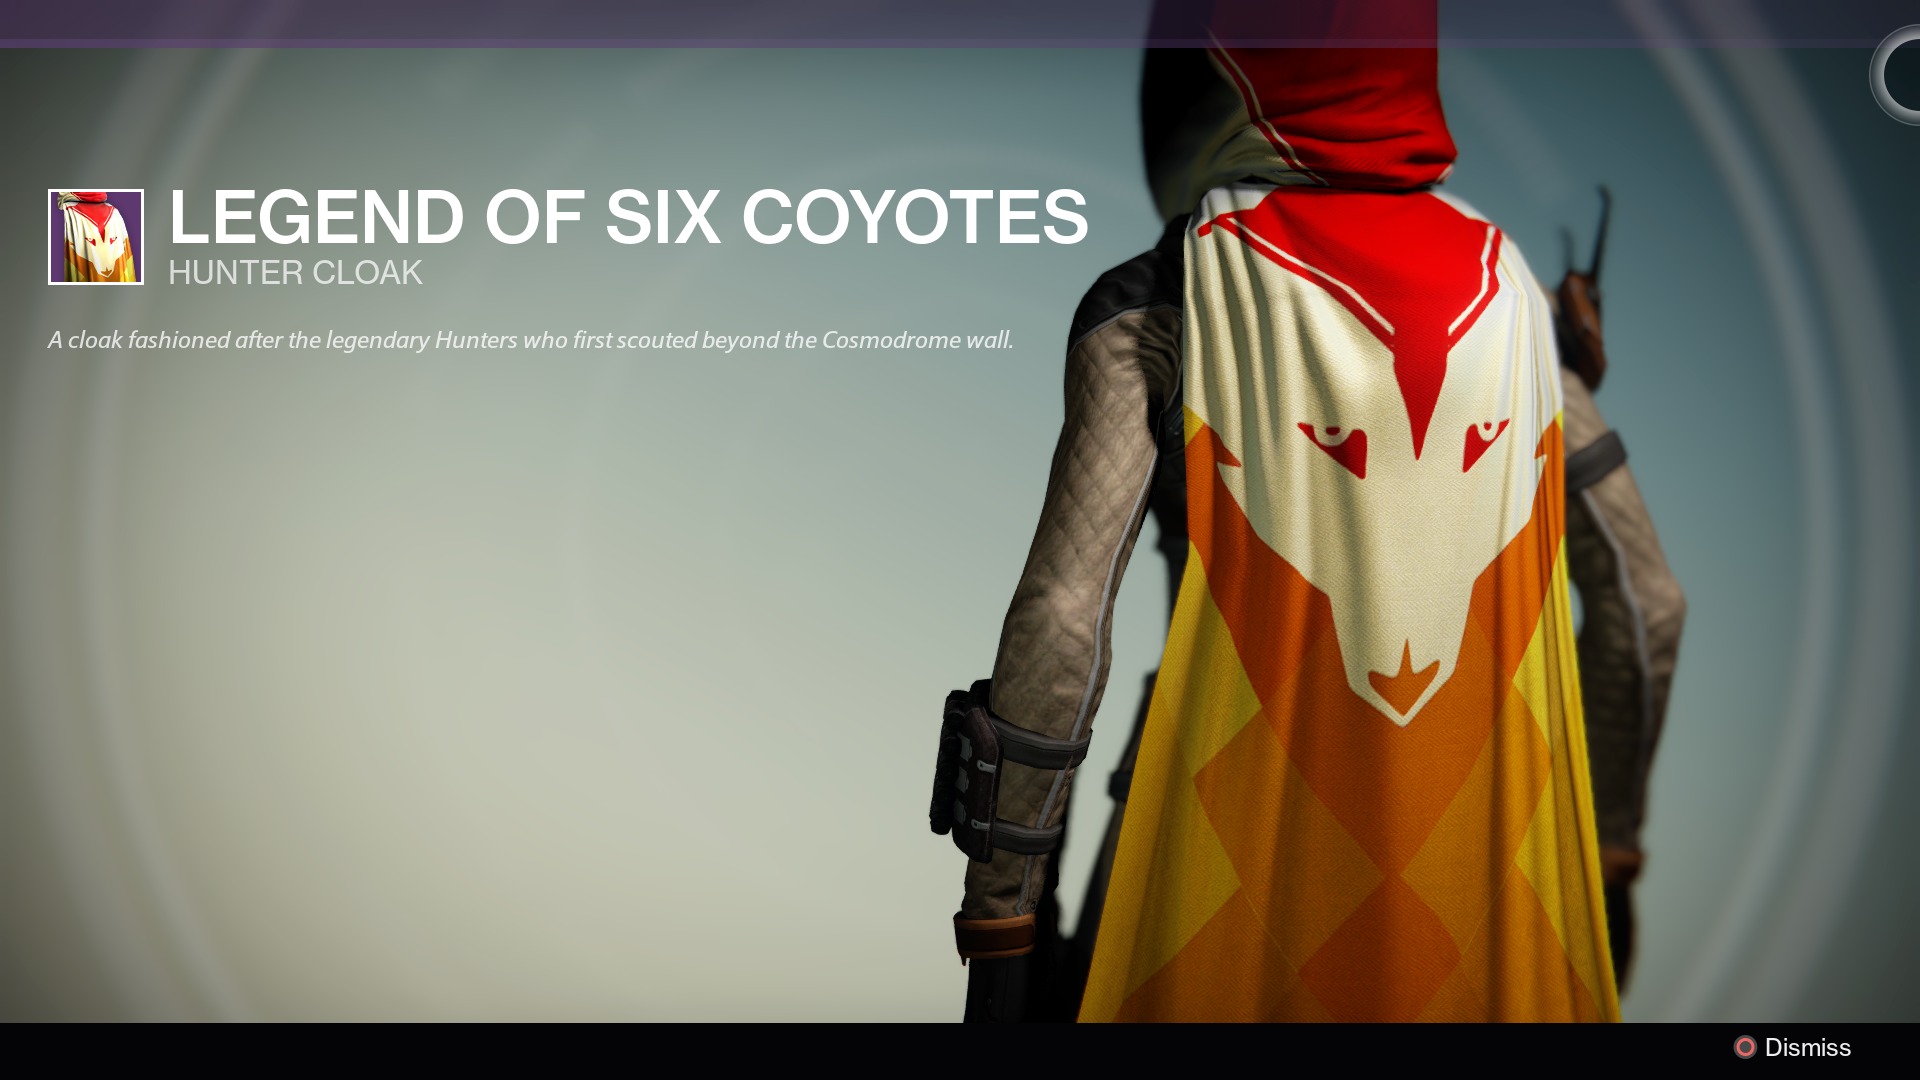 LEGEND OF SIX COYOTES
HUNTER CLOAK
A cloak fashioned after the legendary Hunters who first scouted beyond the Cosmodrome wall.
Dismiss